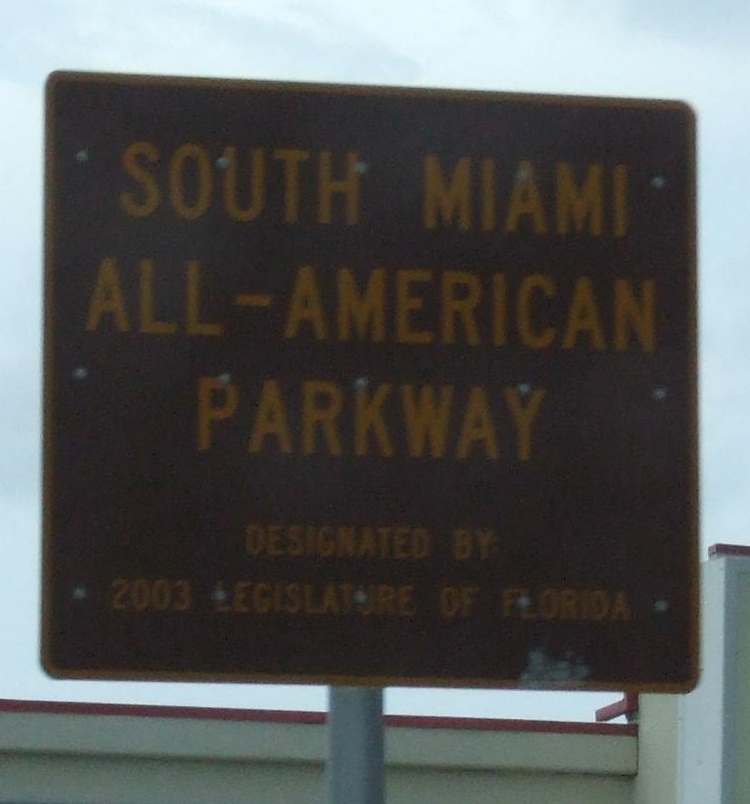 SOUTH MIAMI
ALL-AMERICAN
PARKWAY
DESIGNATED BY:
2003 LEGISLATURE OF FLORIDA